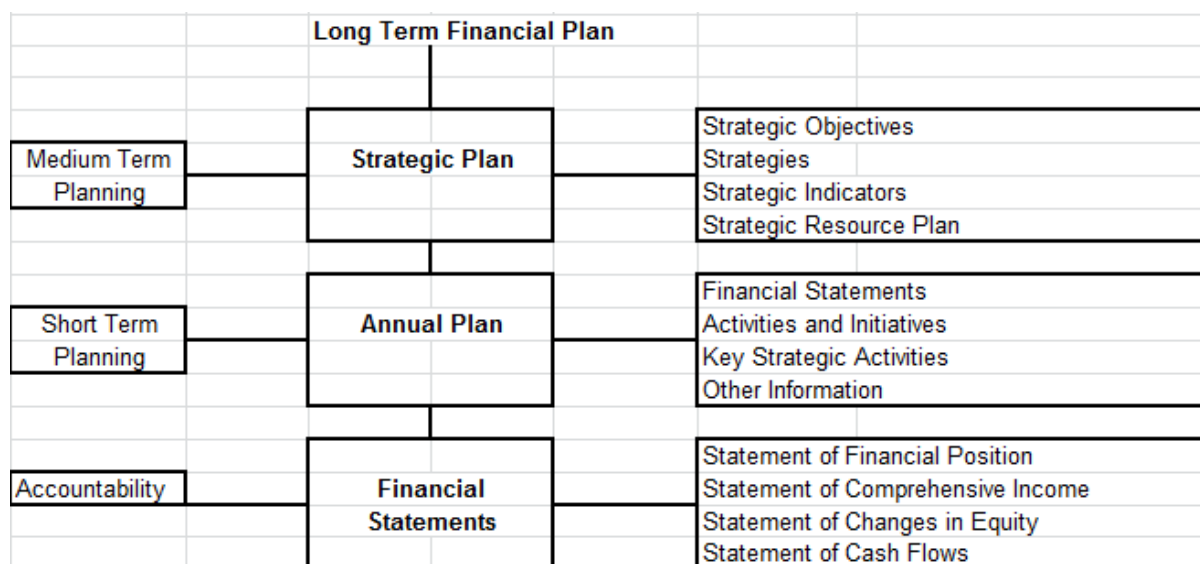 Long Term Financial Plan
Medium Term
Planning
Strategic Plan
Strategic Objectives
Strategies
Strategic Indicators
Strategic Resource Plan
Short Term
Planning
Annual Plan
Financial Statements
Activities and Initiatives
Key Strategic Activities
Other Information
Accountability
Financial
Statements
Statement of Financial Position
Statement of Comprehensive Income
Statement of Changes in Equity
Statement of Cash Flows